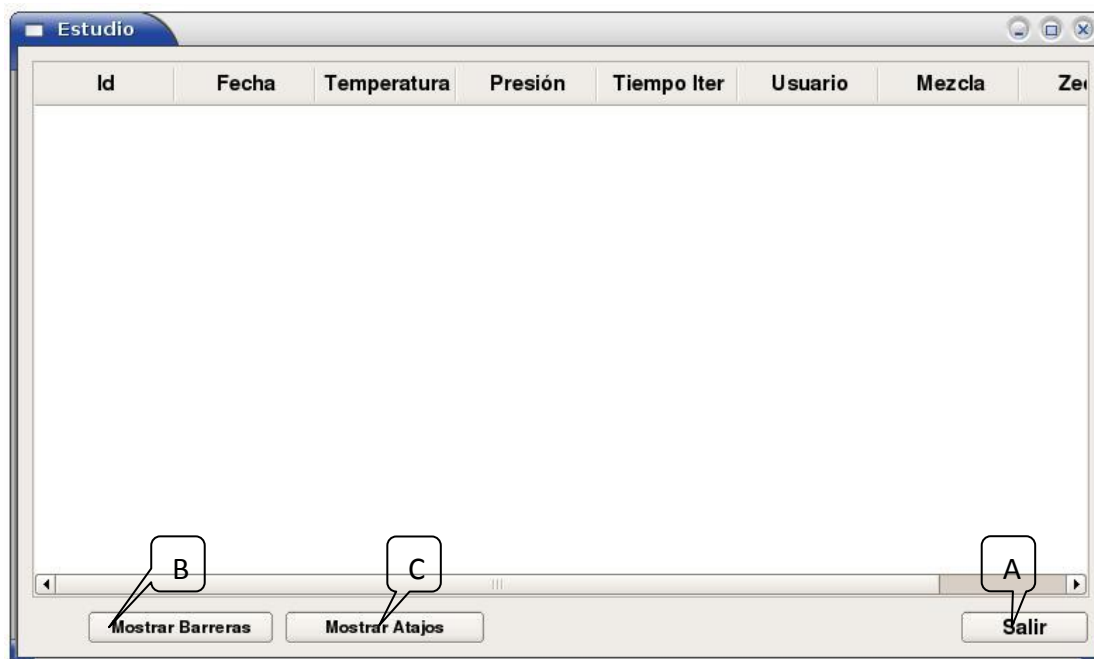 Estudio
Id Fecha Temperatura Presión Tiempo Iter Usuario Mezcla
B C A
Mostrar Barreras Mostrar Atajos Salir